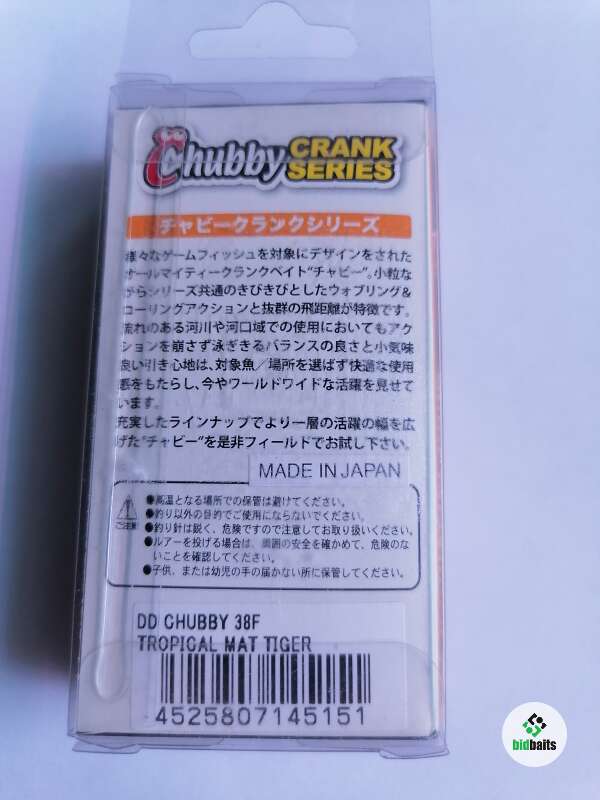 Chubby CRANK SERIES
チャビークランクシリーズ
様々なゲームフィッシュを対象にデザインをされた
オールマイティークランクベイト"チャビー"。小粒な
がらシリーズ共通のきびきびとしたウォブリング&
ローリングアクションと抜群の飛距離が特徴です。
流れのある河川や河口域での使用においてもアク
ションを崩さず泳ぎきるバランスの良さと小気味
良い引き心地は、対象魚／場所を選ばず快適な使用
感をもたらし、今やワールドワイドな活躍を見せて
います。
充実したラインナップでより一層の活躍の幅を広
げた"チャビー"を是非フィールドでお試し下さい。
MADE IN JAPAN
ご注意
●高温となる場所での保管は避けてください。
●釣り以外の目的でご使用にならないでください。
●釣り針は鋭く、危険ですので注意してお取り扱いください。
●ルアーを投げる場合は、周囲の安全を確かめて、危険のな
いことを確認してください。
●子供、または幼児の手の届かない所に保管してください。
DD CHUBBY 38F
TROPICAL MAT TIGER
4525807145151
bidbaits